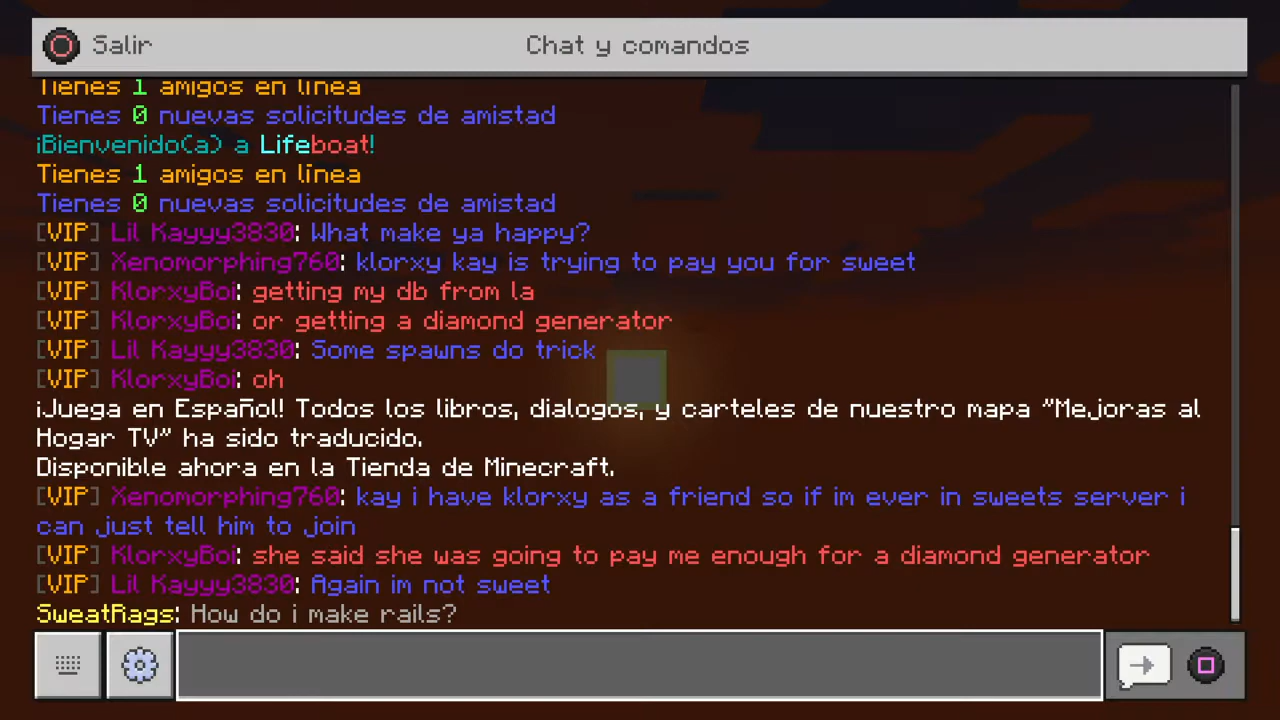 Salir
Chat y comandos
Tienes 1 amigos en línea
Tienes 0 nuevas solicitudes de amistad
¡Bienvenido(a) a Lifeboat!
Tienes 1 amigos en línea
Tienes 0 nuevas solicitudes de amistad
[VIP] Lil Kayyy3830: What make ya happy?
[VIP] Xenomorphing760: klorxy kay is trying to pay you for sweet
[VIP] KlorxyBoi: getting my db from la
[VIP] KlorxyBoi: or getting a diamond generator
[VIP] Lil Kayyy3830: Some spawns do trick
[VIP] KlorxyBoi: oh
¡Juega en Español! Todos los libros, dialogos, y carteles de nuestro mapa "Mejoras al
Hogar TV" ha sido traducido.
Disponible ahora en la Tienda de Minecraft.
[VIP] Xenomorphing760: kay i have klorxy as a friend so if im ever in sweets server i
can just tell him to join
[VIP] KlorxyBoi: she said she was going to pay me enough for a diamond generator
[VIP] Lil Kayyy3830: Again im not sweet
SweatRags: How do i make rails?